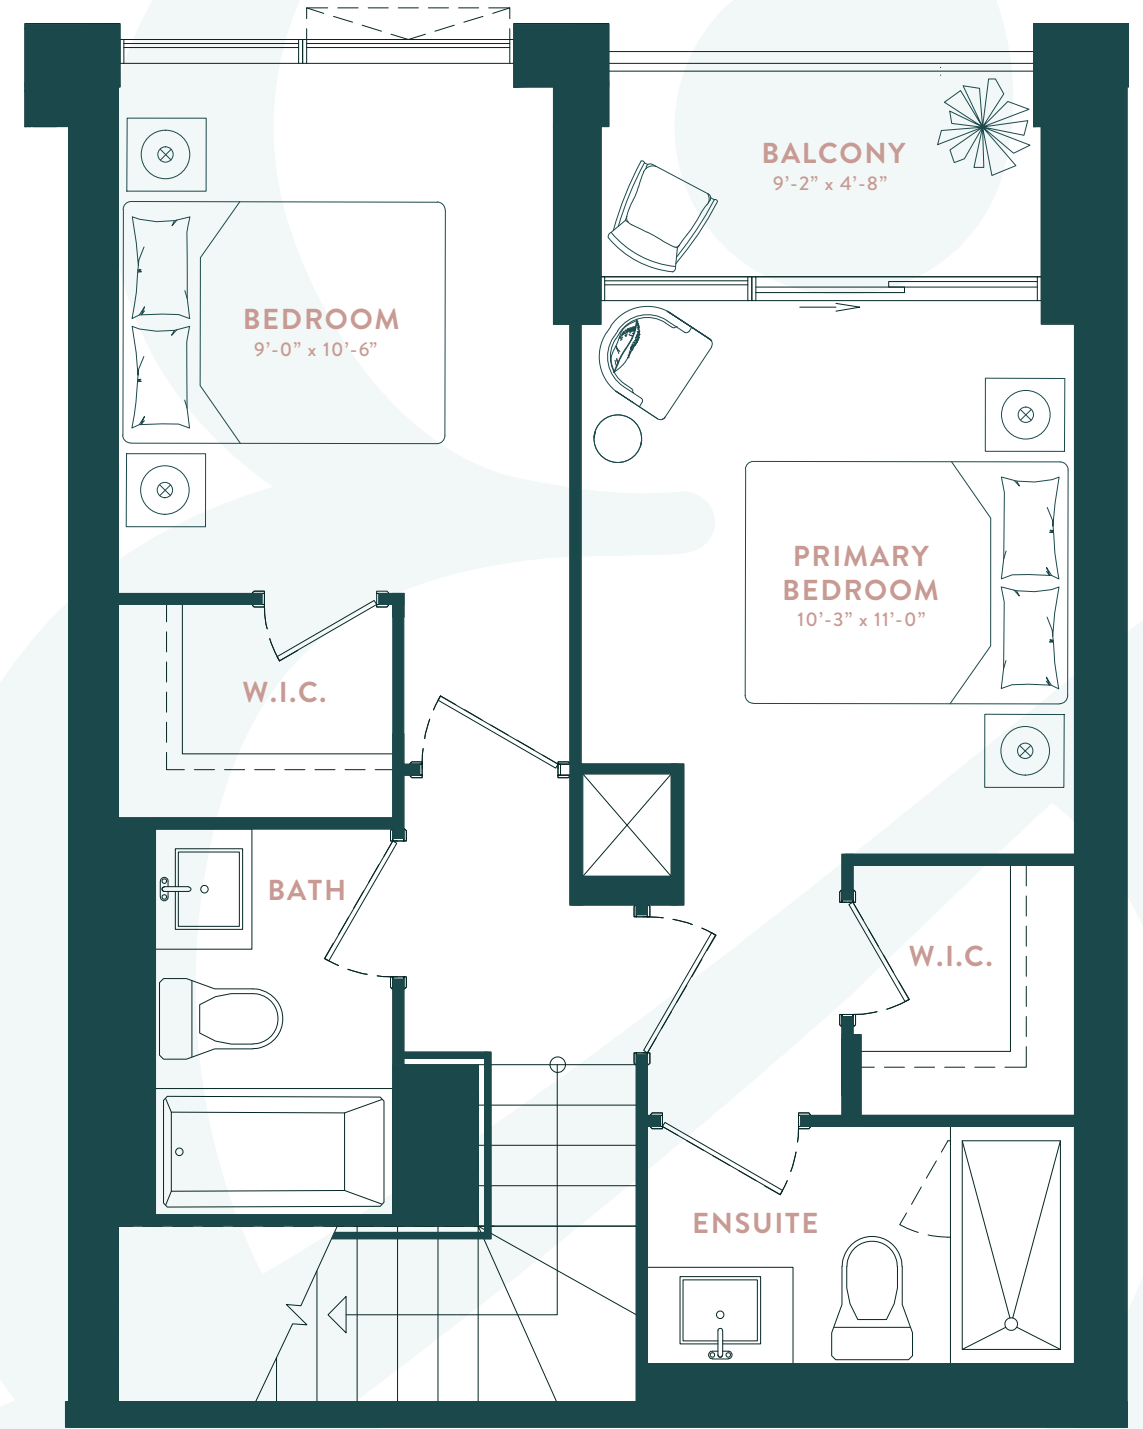 BALCONY
9’-2” x 4’-8”
BEDROOM
9’-0” x 10’-6”
PRIMARY
BEDROOM
10’-3” x 11’-0”
W.I.C.
BATH
W.I.C.
ENSUITE